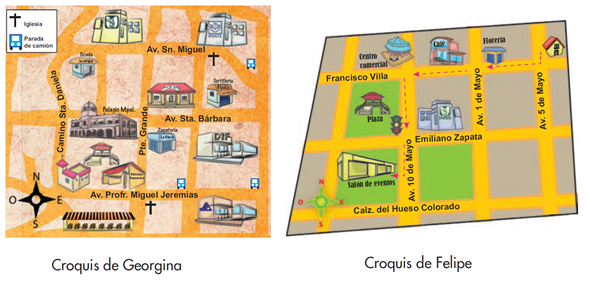 Iglesia
Parada
de camión
Av. Sn. Miguel
Camino Sta. Daniela
Tortillería
Palacio Mpal.
Pte. Grande
Av. Sta. Bárbara
Zapatería
DIF
Av. Profr. Miguel Jeremías
N
O
E
S
Croquis de Georgina
Centro
comercial
Café
Florería
Francisco Villa
Av. 1 de Mayo
Av. 5 de Mayo
Plaza
Emiliano Zapata
Salón de eventos
Av. 10 de Mayo
N
O
E
S
Calz. del Hueso Colorado
Croquis de Felipe